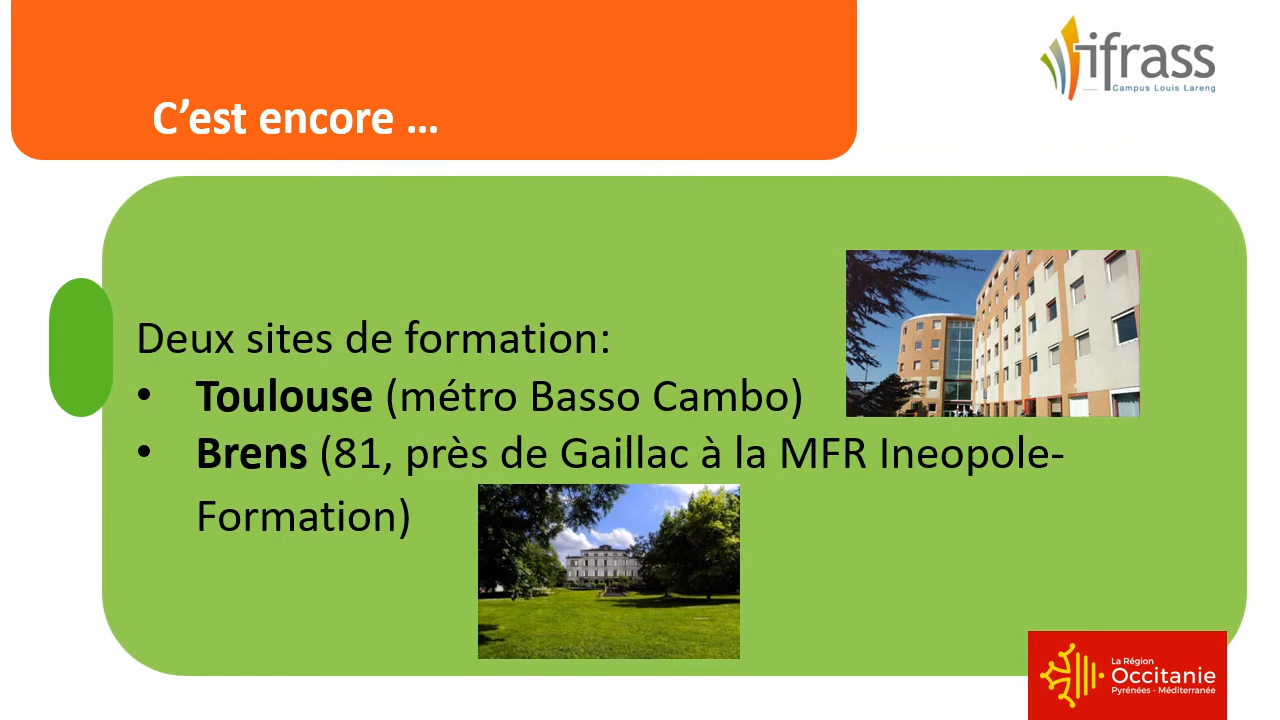 C’est encore …
ifrass
Campus Louis Lareng
Deux sites de formation:
• Toulouse (métro Basso Cambo)
• Brens (81, près de Gaillac à la MFR Ineopole-
Formation)
La Région
Occitanie
Pyrénées - Méditerranée